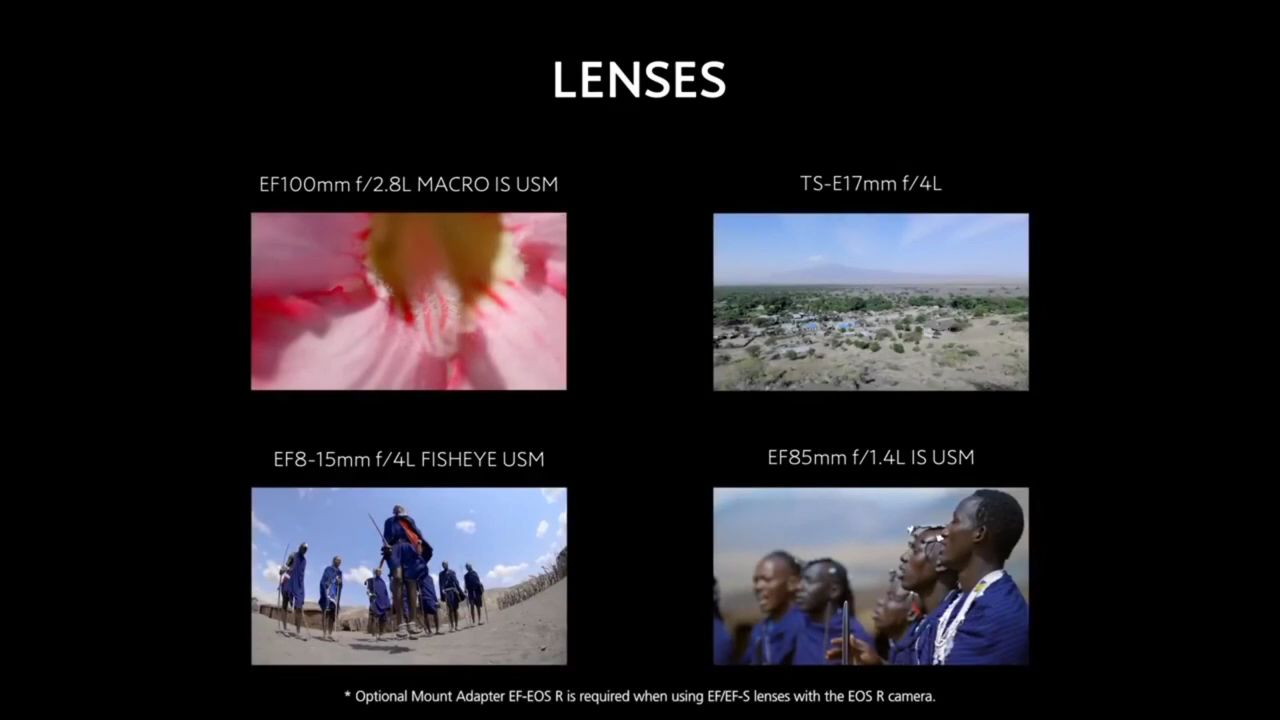 LENSES
EF100mm f/2.8L MACRO IS USM
TS-E17mm f/4L
EF8-15mm f/4L FISHEYE USM
EF85mm f/1.4L IS USM
* Optional Mount Adapter EF-EOS R is required when using EF/EF-S lenses with the EOS R camera.